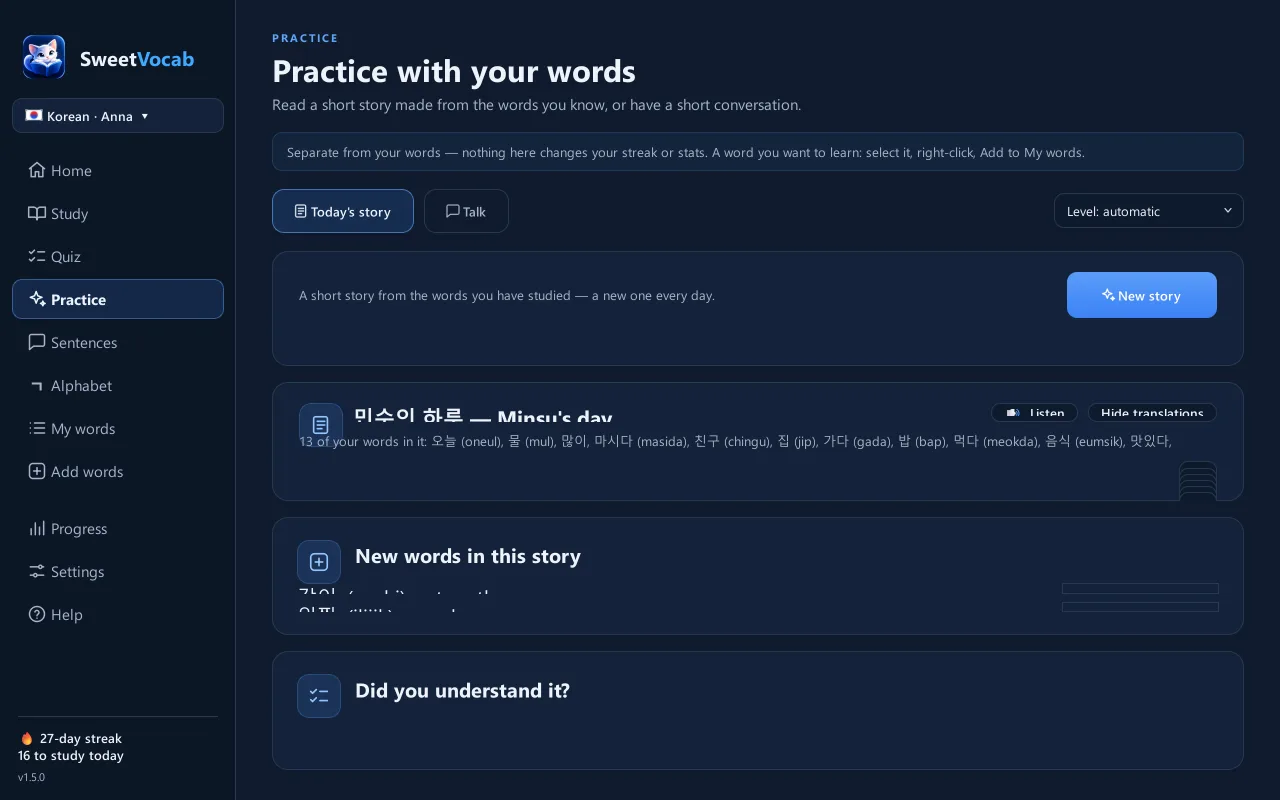 SweetVocab
Korean · Anna
Home
Study
Quiz
Practice
Sentences
Alphabet
My words
Add words
Progress
Settings
Help
27-day streak
16 to study today
v1.5.0
PRACTICE
Practice with your words
Read a short story made from the words you know, or have a short conversation.
Separate from your words — nothing here changes your streak or stats. A word you want to learn: select it, right-click, Add to My words.
Today's story
Talk
Level: automatic
A short story from the words you have studied — a new one every day.
New story
— Minsu's day
Listen
Hide translations
13 of your words in it: 오늘 (oneul), 물 (mul), 많이, 마시다 (masida), 친구 (chingu), 집 (jip), 가다 (gada), 밥 (bap), 먹다 (meokda), 음식 (eumsik), 맛있다,
New words in this story
Did you understand it?